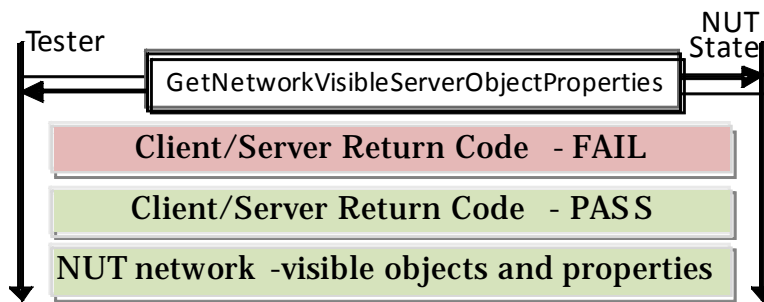 Tester
NUT
State
GetNetworkVisibleServerObjectProperties
Client/Server Return Code - FAIL
Client/Server Return Code - PASS
NUT network -visible objects and properties